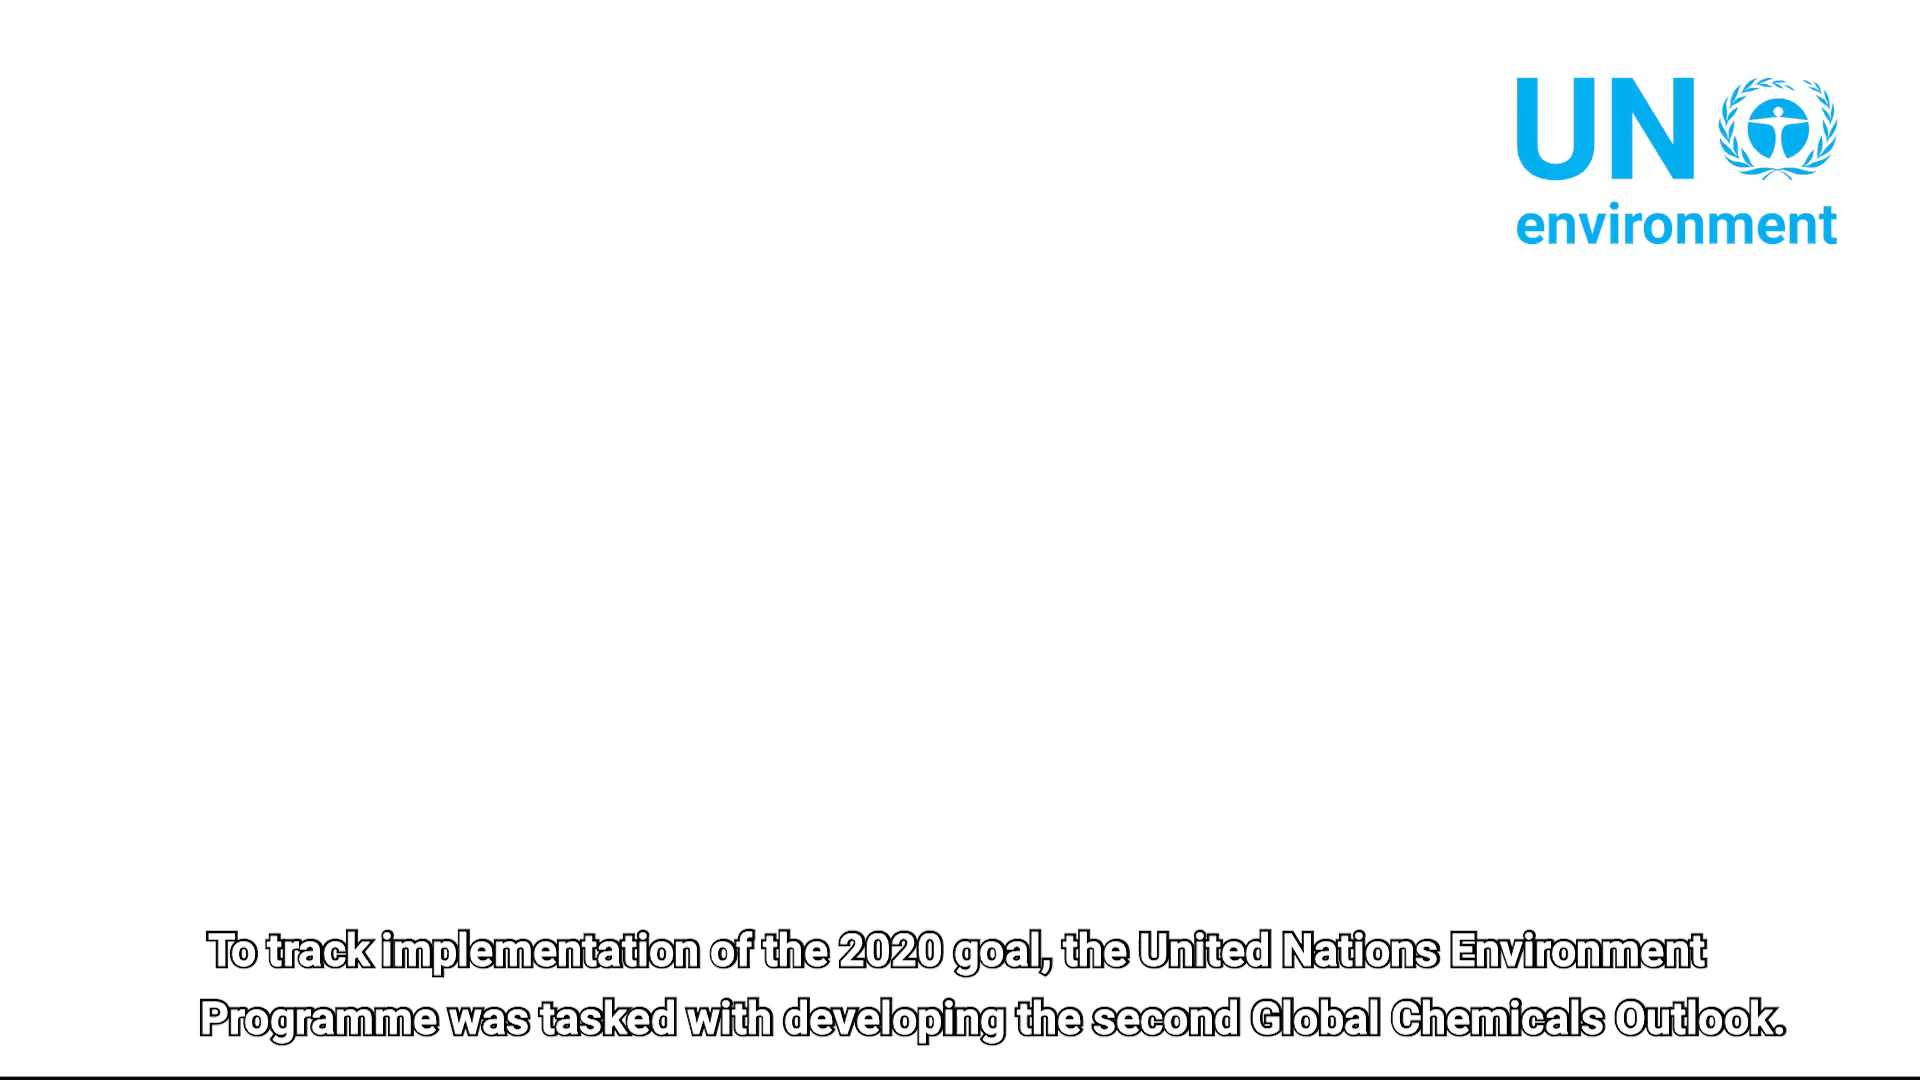 UN
environment
To track implementation of the 2020 goal, the United Nations Environment
Programme was tasked with developing the second Global Chemicals Outlook.